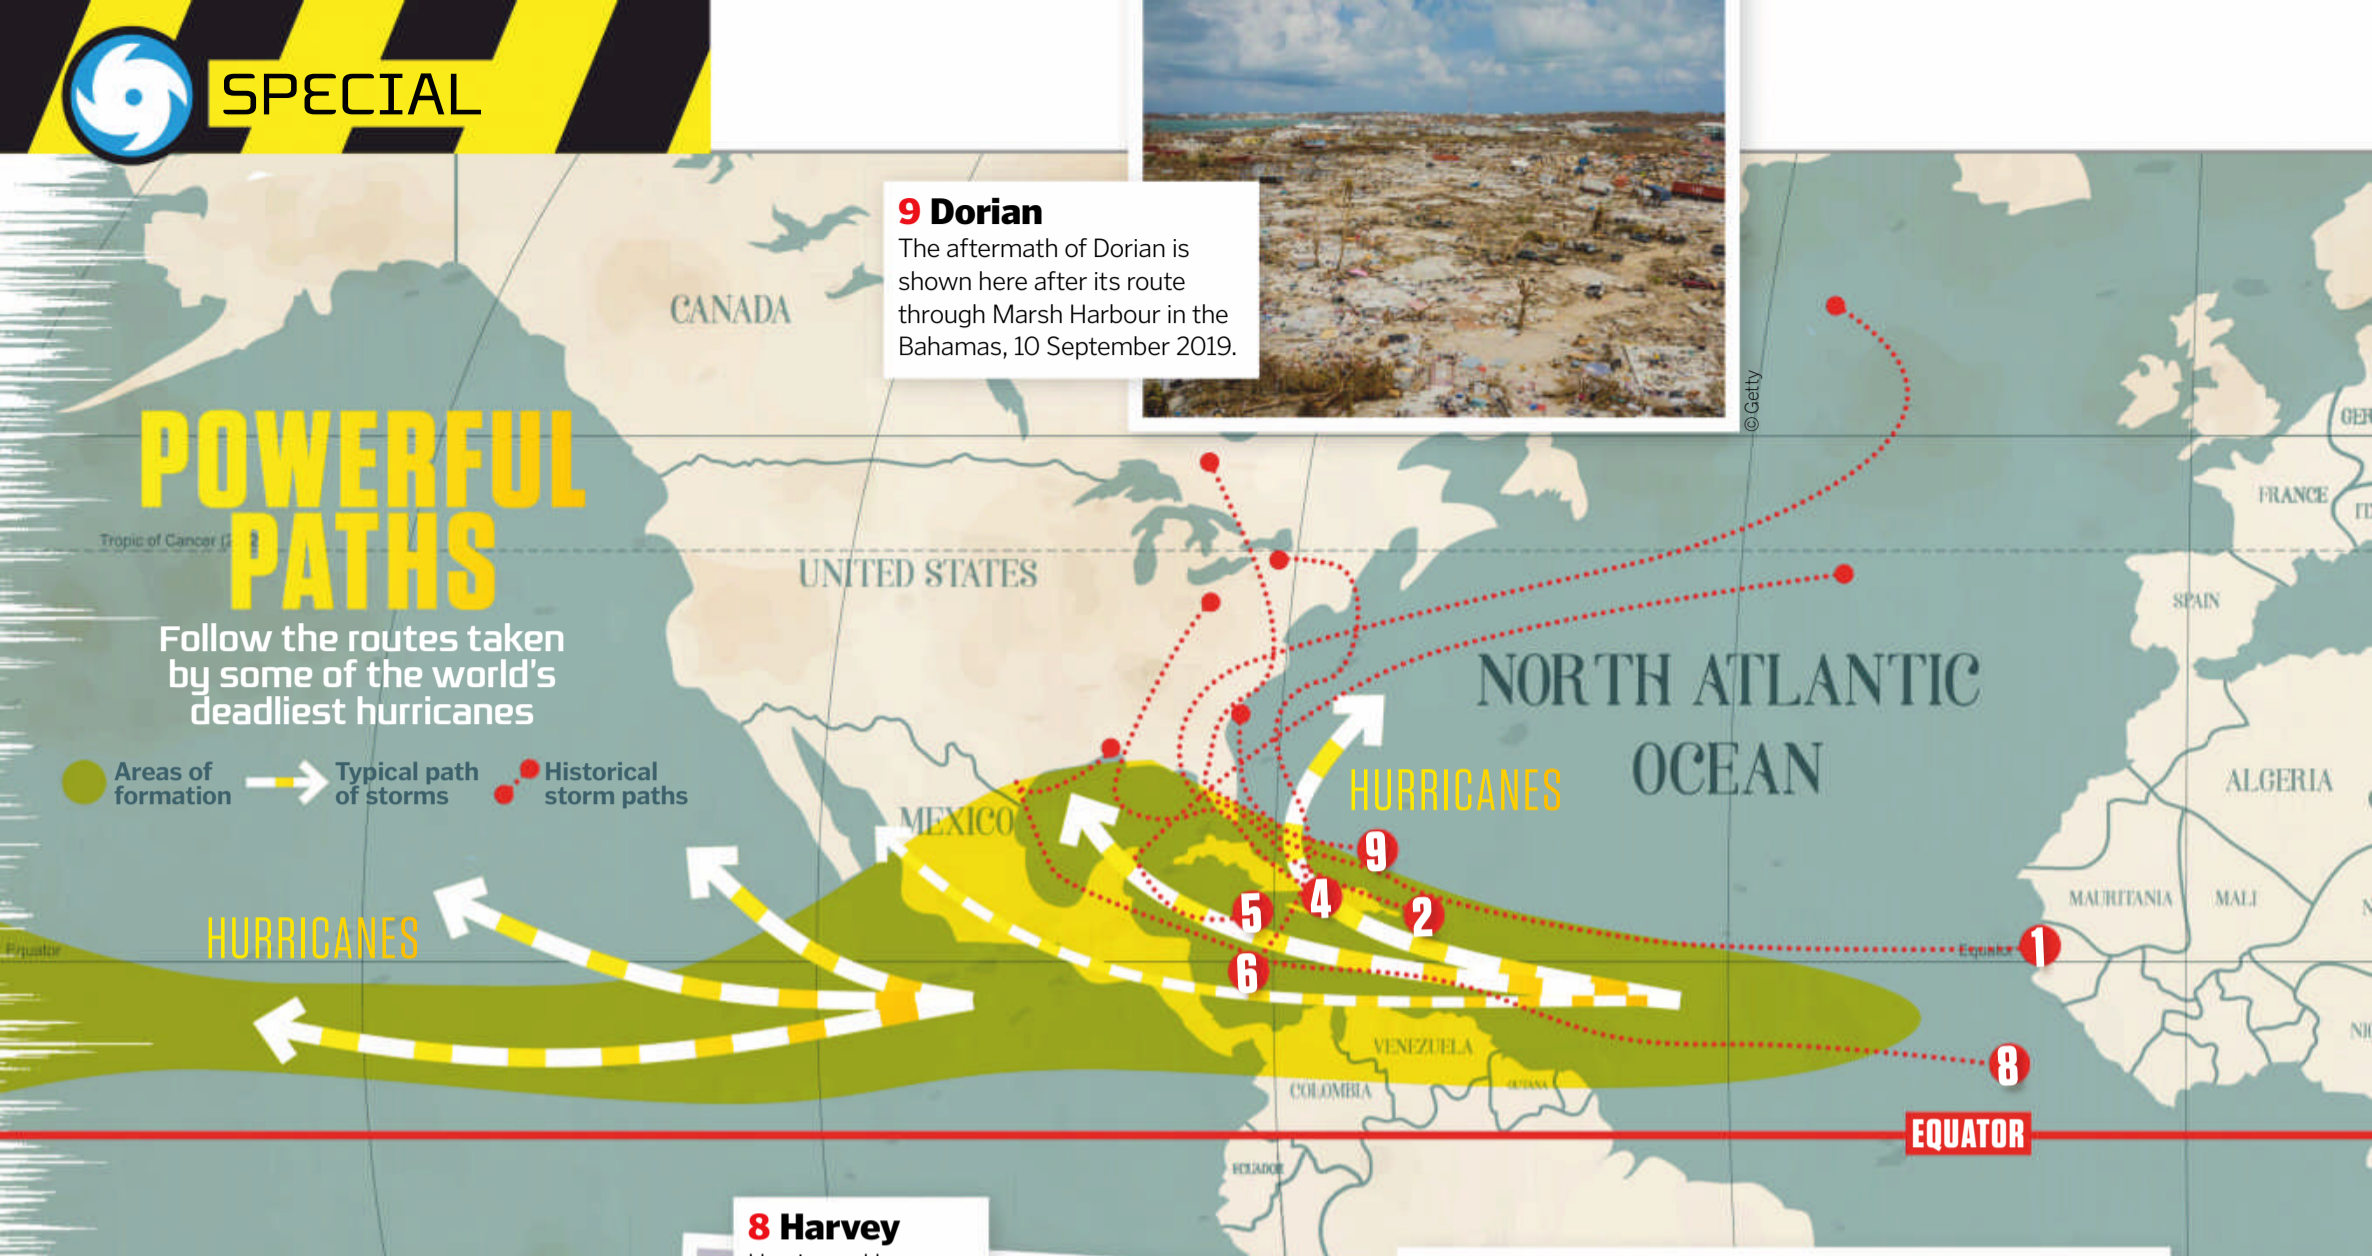 SPECIAL
9 Dorian
The aftermath of Dorian is
shown here after its route
through Marsh Harbour in the
Bahamas, 10 September 2019.
© Getty
POWERFUL
PATHS
Follow the routes taken
by some of the world's
deadliest hurricanes
Areas of
formation
Typical path
of storms
Historical
storm paths
Tropic of Cancer
CANADA
UNITED STATES
MEXICO
NORTH ATLANTIC
OCEAN
HURRICANES
HURRICANES
GER
FRANCE
IT
SPAIN
ALGERIA
MAURITANIA
MALI
N
NI
9
5
4
2
1
6
8
Equator
Equator
VENEZUELA
COLOMBIA
GUYANA
ECUADOR
EQUATOR
8 Harvey